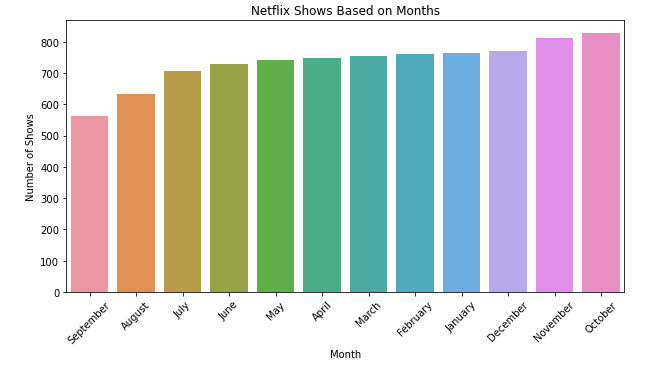 Netflix Shows Based on Months
Number of Shows
800
700
600
500
400
300
200
100
0
September
August
July
June
May
April
March
February
January
December
November
October
Month